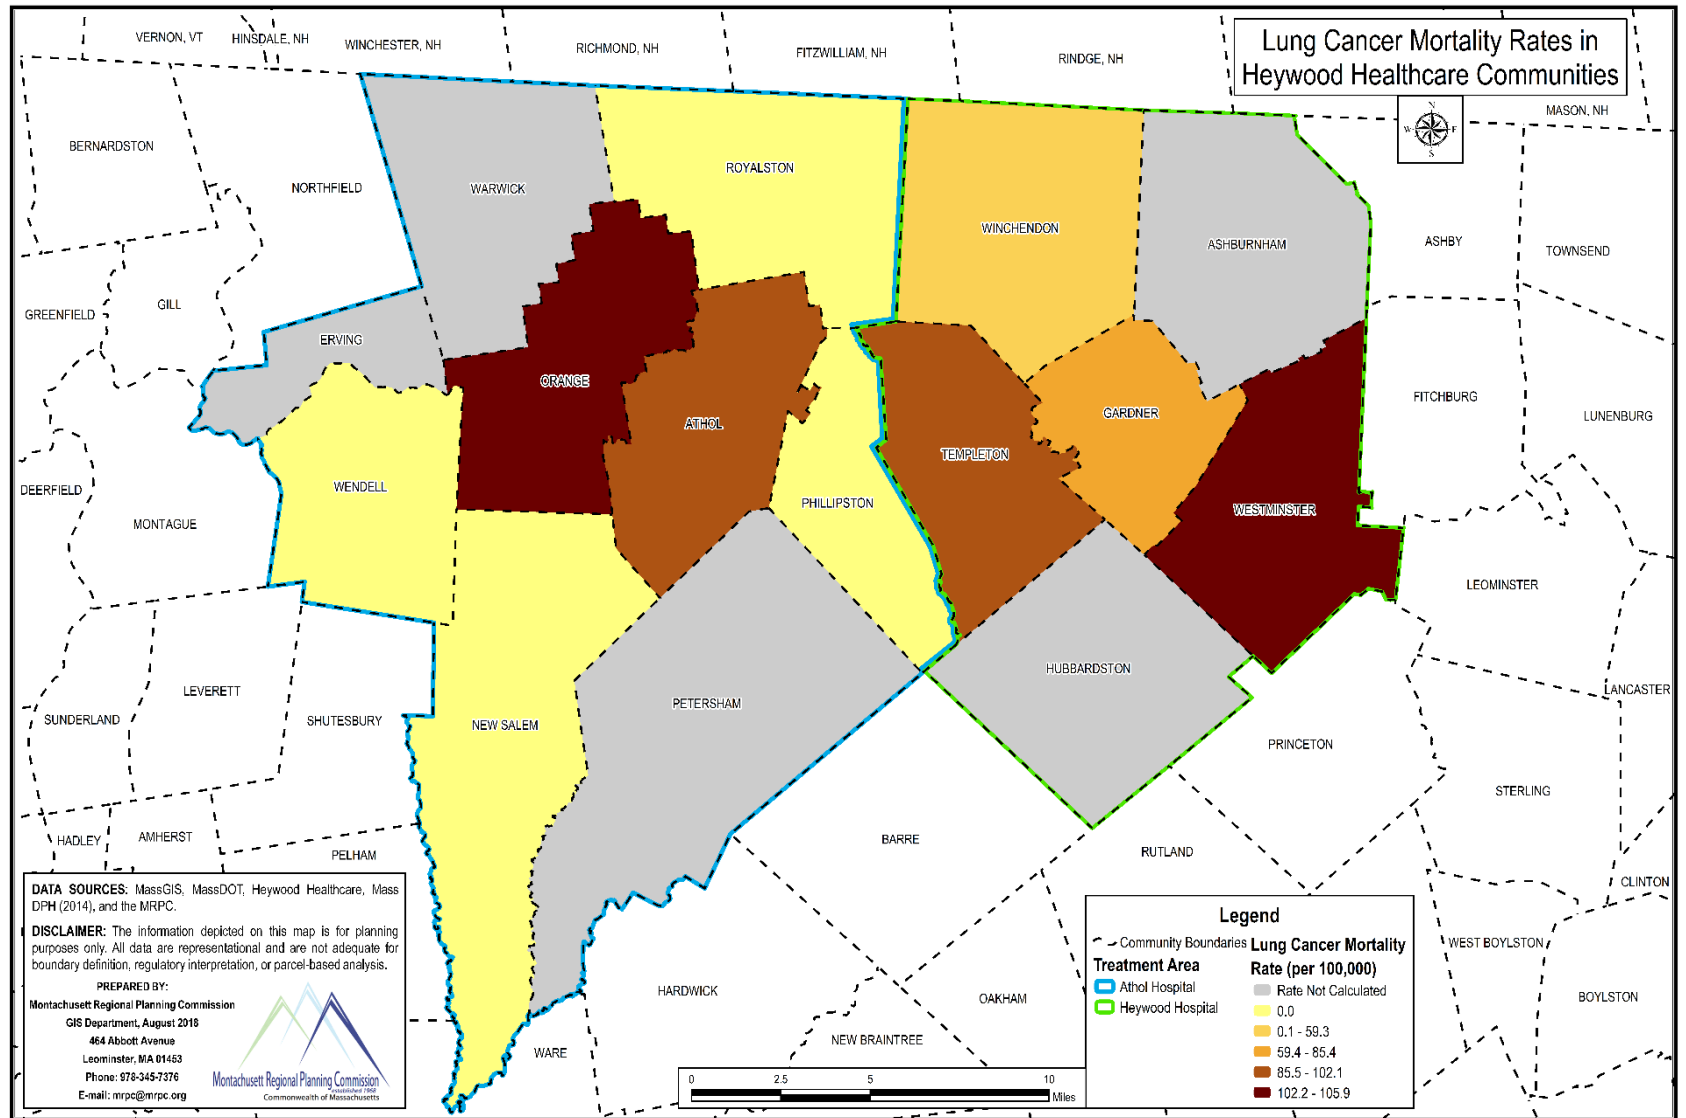 Lung Cancer Mortality Rates in
Heywood Healthcare Communities
N
W
E
S
VERNON, VT
HINSDALE, NH
WINCHESTER, NH
RICHMOND, NH
FITZWILLIAM, NH
RINDGE, NH
MASON, NH
BERNARDSTON
NORTHFIELD
WARWICK
ROYALSTON
WINCHENDON
ASHBURNHAM
ASHBY
TOWNSEND
GILL
GREENFIELD
ERVING
ORANGE
ATHOL
GARDNER
FITCHBURG
LUNENBURG
TEMPLETON
DEERFIELD
WENDELL
PHILLIPSTON
WESTMINSTER
MONTAGUE
LEOMINSTER
HUBBARDSTON
LEVERETT
LANCASTER
SUNDERLAND
SHUTESBURY
NEW SALEM
PETERSHAM
PRINCETON
STERLING
HADLEY
AMHERST
PELHAM
BARRE
RUTLAND
CLINTON
WEST BOYLSTON
HARDWICK
OAKHAM
BOYLSTON
NEW BRAINTREE
WARE
DATA SOURCES: MassGIS, MassDOT, Heywood Healthcare, Mass
DPH (2014), and the MRPC.
DISCLAIMER: The information depicted on this map is for planning
purposes only. All data are representational and are not adequate for
boundary definition, regulatory interpretation, or parcel-based analysis.
PREPARED BY:
Montachusett Regional Planning Commission
GIS Department, August 2018
464 Abbott Avenue
Leominster, MA 01453
Phone: 978-345-7376
E-mail: mrpc@mrpc.org
Montachusett Regional Planning Commission
established 1968
Commonwealth of Massachusetts
0 2.5 5 10
Miles
Legend
Community Boundaries
Treatment Area
Athol Hospital
Heywood Hospital
Lung Cancer Mortality
Rate (per 100,000)
Rate Not Calculated
0.0
0.1 - 59.3
59.4 - 85.4
85.5 - 102.1
102.2 - 105.9